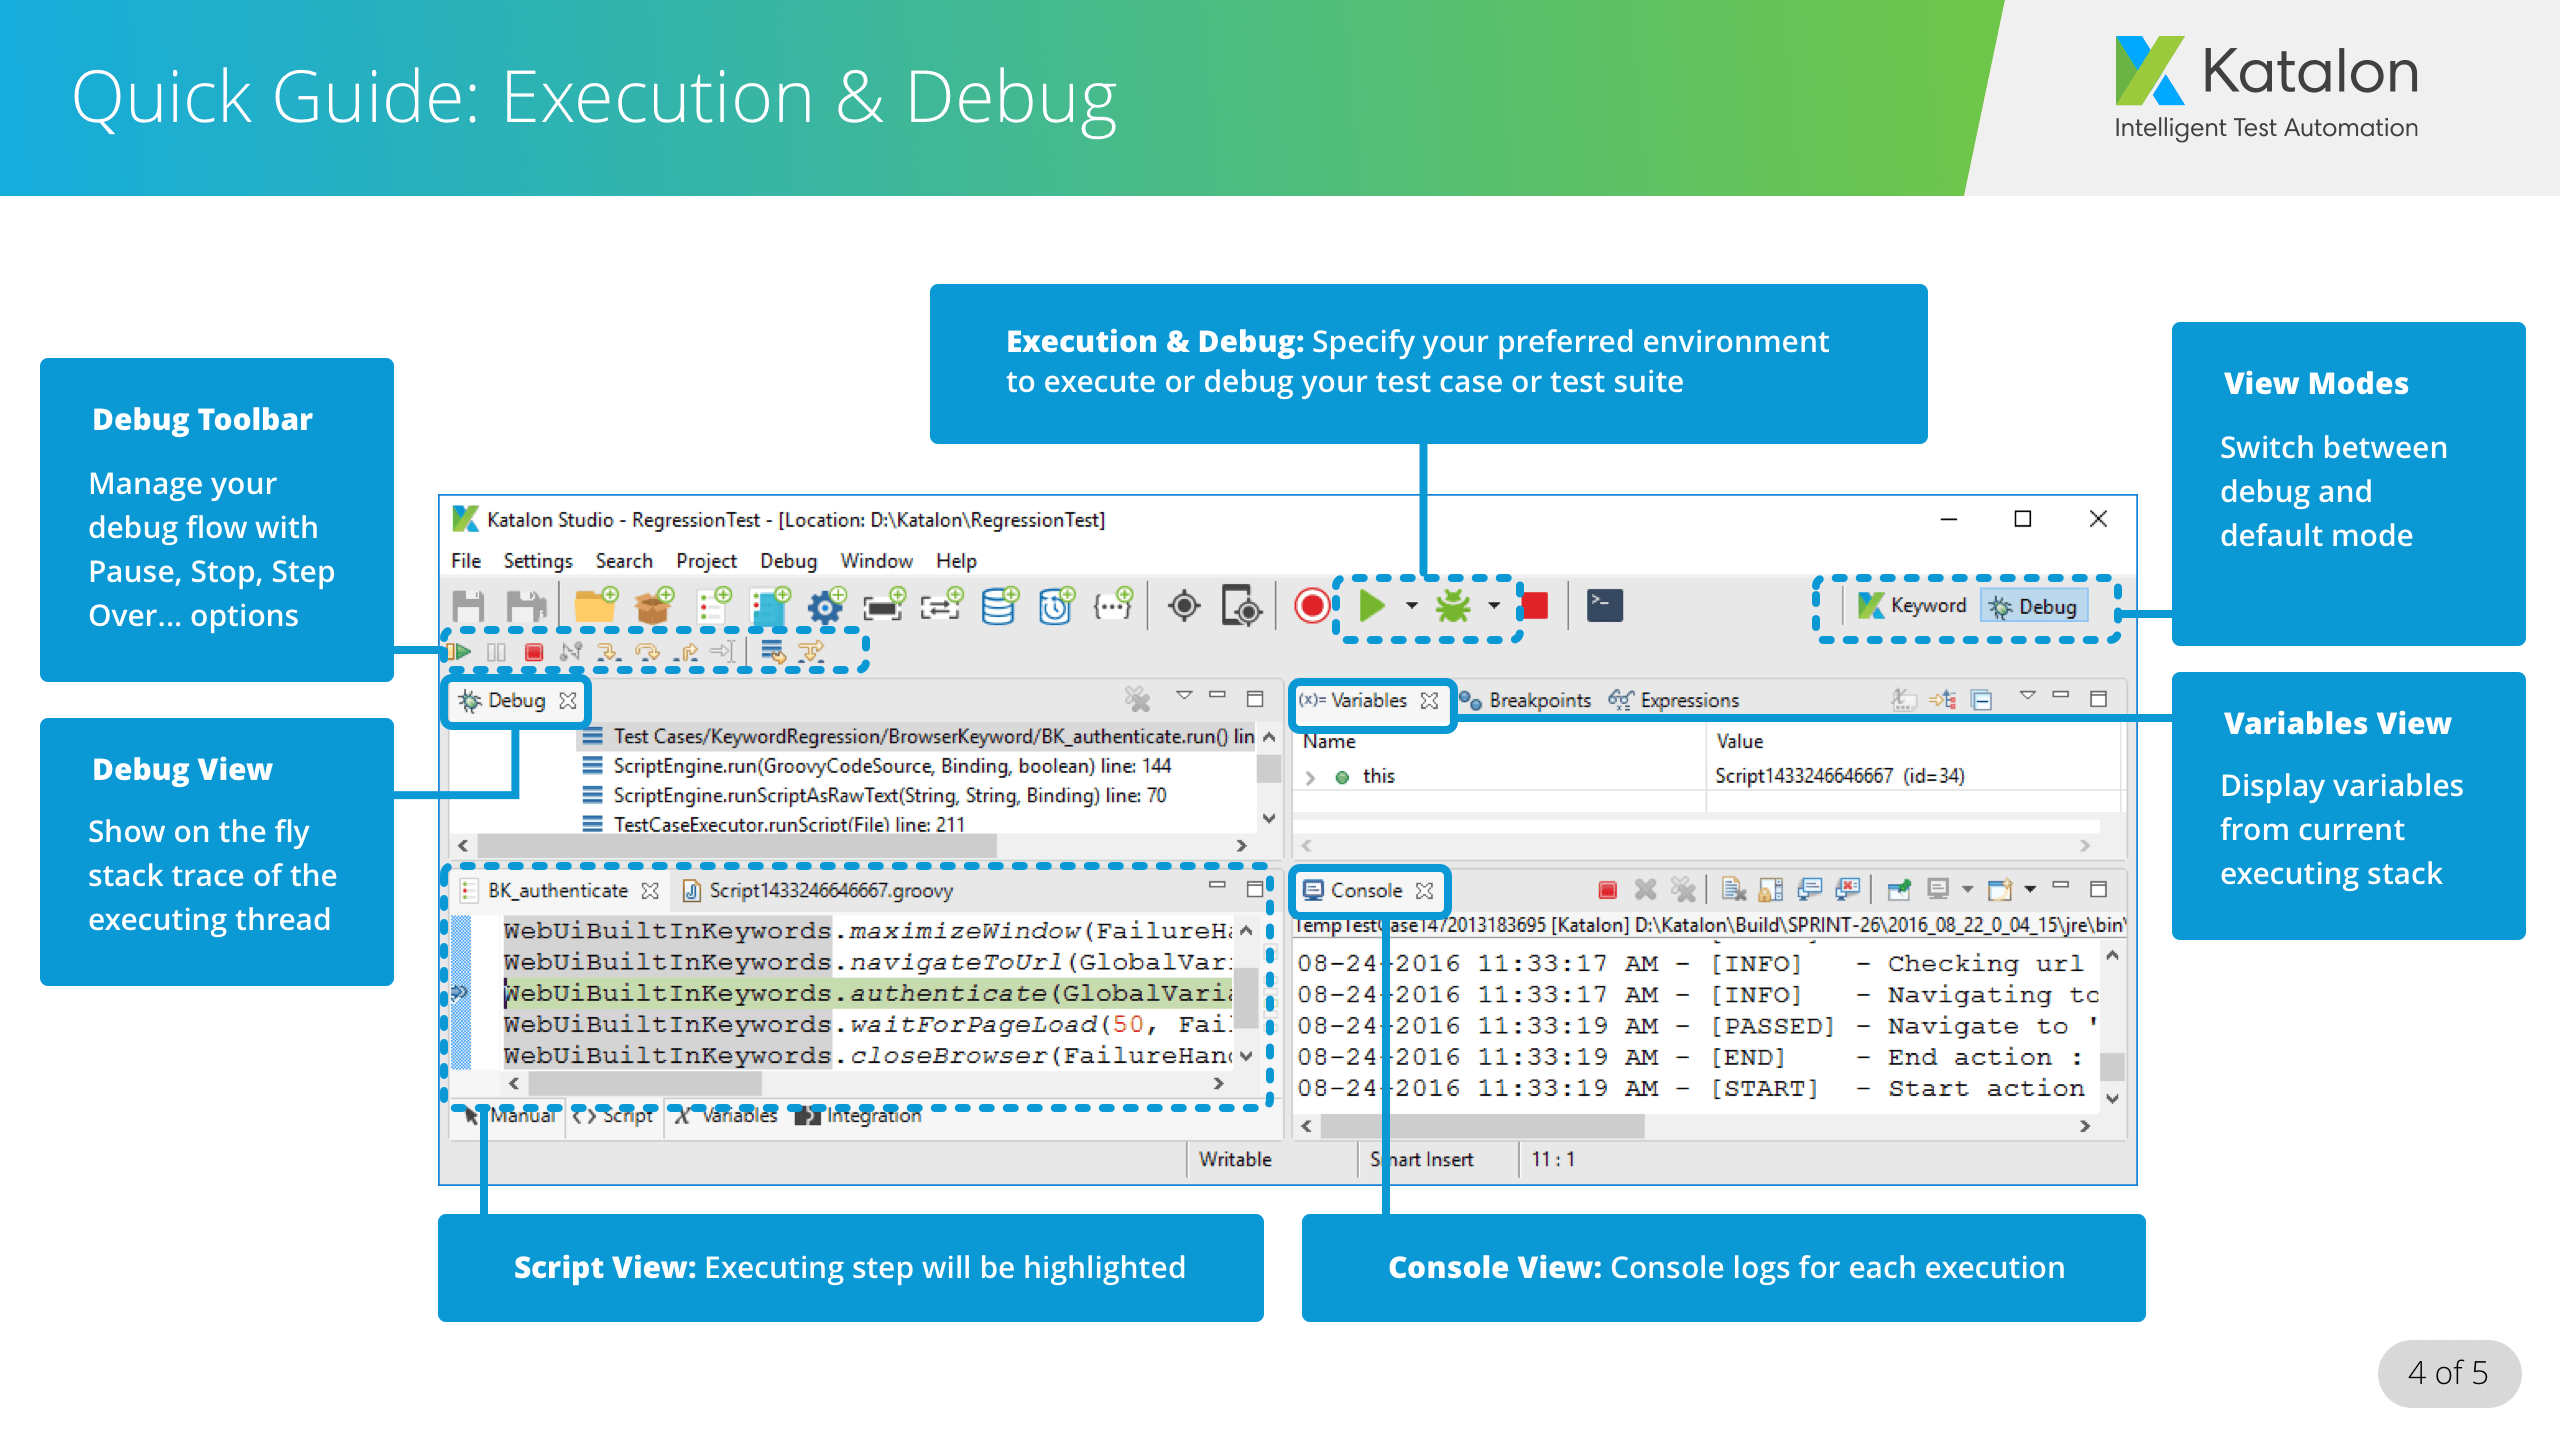 Quick Guide: Execution & Debug
Katalon
Intelligent Test Automation
Execution & Debug: Specify your preferred environment
to execute or debug your test case or test suite
Debug Toolbar
Manage your
debug flow with
Pause, Stop, Step
Over... options
Debug View
Show on the fly
stack trace of the
executing thread
View Modes
Switch between
debug and
default mode
Variables View
Display variables
from current
executing stack
Katalon Studio - RegressionTest - [Location: D:\Katalon\RegressionTest]
File Settings Search Project Debug Window Help
Keyword Debug
Debug
Test Cases/KeywordRegression/BrowserKeyword/BK_authenticate.run() lin
ScriptEngine.run(GroovyCodeSource, Binding, boolean) line: 144
ScriptEngine.runScriptAsRawText(String, String, Binding) line: 70
TestCaseExecutor.runScript(File) line: 211
(x)= Variables Breakpoints Expressions
Name Value
this Script1433246646667 (id=34)
BK_authenticate Script1433246646667.groovy
WebUiBuiltInKeywords.maximizeWindow(FailureHa
WebUiBuiltInKeywords.navigateToUrl(GlobalVari
WebUiBuiltInKeywords.authenticate(GlobalVaria
WebUiBuiltInKeywords.waitForPageLoad(50, Fail
WebUiBuiltInKeywords.closeBrowser(FailureHand
Manual Script Variables Integration
Console
TempTestCase1472013183695 [Katalon] D:\Katalon\Build\SPRINT-26\2016_08_22_0_04_15\jre\bin\
08-24-2016 11:33:17 AM - [INFO] - Checking url
08-24-2016 11:33:17 AM - [INFO] - Navigating to
08-24-2016 11:33:19 AM - [PASSED] - Navigate to '
08-24-2016 11:33:19 AM - [END] - End action :
08-24-2016 11:33:19 AM - [START] - Start action
Writable Smart Insert 11 : 1
Script View: Executing step will be highlighted
Console View: Console logs for each execution
4 of 5